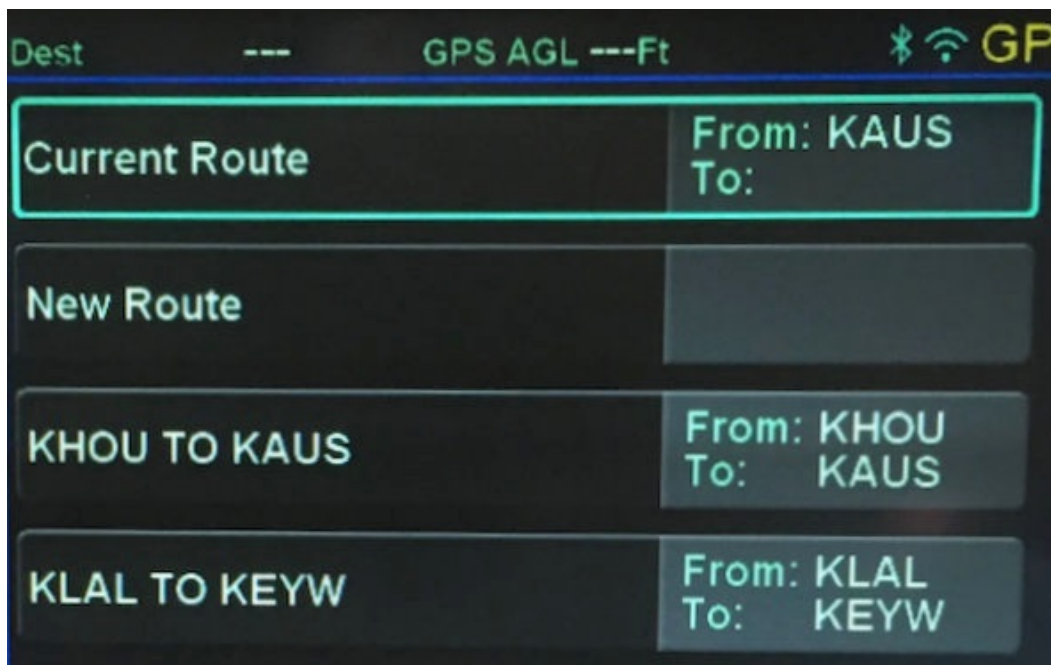 Dest --- GPS AGL ---Ft GP
Current Route
From: KAUS
To:
New Route
KHOU TO KAUS
From: KHOU
To: KAUS
KLAL TO KEYW
From: KLAL
To: KEYW